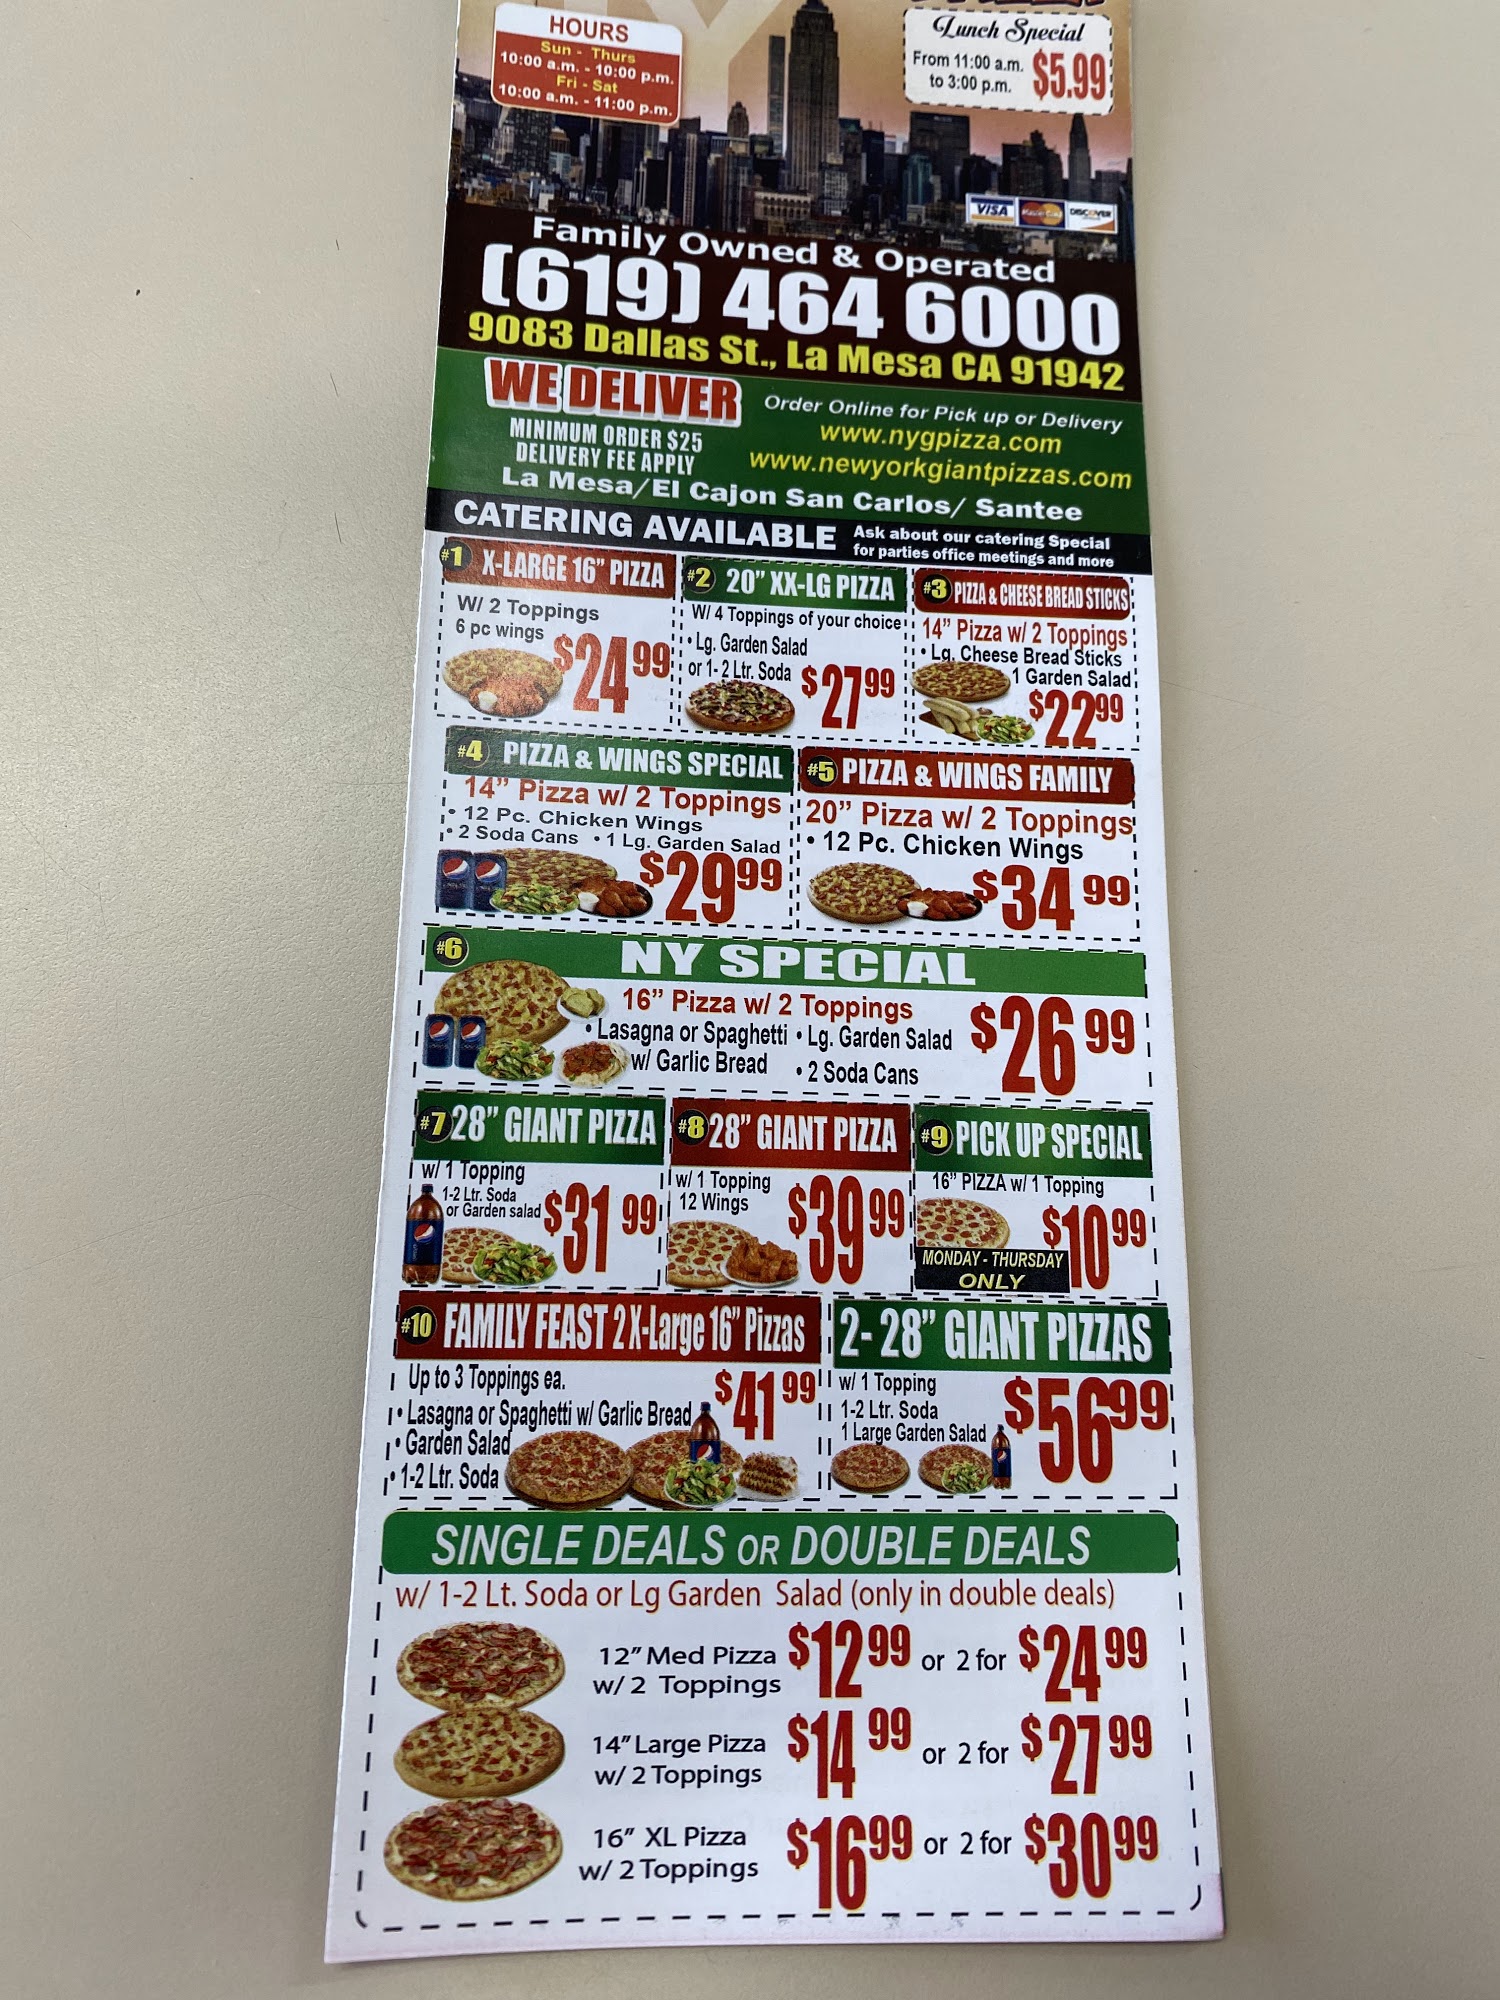 HOURS
Sun - Thurs
10:00 a.m. - 10:00 p.m.
Fri - Sat
10:00 a.m. - 11:00 p.m.
Lunch Special
From 11:00 a.m.
to 3:00 p.m.
$5.99
VISA MasterCard DISCOVER
Family Owned & Operated
(619) 464 6000
9083 Dallas St., La Mesa CA 91942
WE DELIVER
MINIMUM ORDER $25
DELIVERY FEE APPLY
Order Online for Pick up or Delivery
www.nygpizza.com
www.newyorkgiantpizzas.com
La Mesa/El Cajon San Carlos/ Santee
CATERING AVAILABLE
Ask about our catering Special
for parties office meetings and more
#1 X-LARGE 16" PIZZA
W/ 2 Toppings
6 pc wings
$24.99
#2 20" XX-LG PIZZA
W/ 4 Toppings of your choice
• Lg. Garden Salad
or 1- 2 Ltr. Soda
$27.99
#3 PIZZA & CHEESE BREAD STICKS
14" Pizza w/ 2 Toppings
• Lg. Cheese Bread Sticks
1 Garden Salad
$22.99
#4 PIZZA & WINGS SPECIAL
14" Pizza w/ 2 Toppings
• 12 Pc. Chicken Wings
• 2 Soda Cans • 1 Lg. Garden Salad
$29.99
#5 PIZZA & WINGS FAMILY
20" Pizza w/ 2 Toppings
• 12 Pc. Chicken Wings
$34.99
#6 NY SPECIAL
16" Pizza w/ 2 Toppings
• Lasagna or Spaghetti • Lg. Garden Salad
w/ Garlic Bread • 2 Soda Cans
$26.99
#7 28" GIANT PIZZA
w/ 1 Topping
1-2 Ltr. Soda
or Garden salad
$31.99
#8 28" GIANT PIZZA
w/ 1 Topping
12 Wings
$39.99
#9 PICK UP SPECIAL
16" PIZZA w/ 1 Topping
$10.99
MONDAY - THURSDAY
ONLY
#10 FAMILY FEAST 2 X-Large 16" Pizzas
Up to 3 Toppings ea.
• Lasagna or Spaghetti w/ Garlic Bread
• Garden Salad
• 1-2 Ltr. Soda
$41.99
2- 28" GIANT PIZZAS
w/ 1 Topping
1-2 Ltr. Soda
1 Large Garden Salad
$56.99
SINGLE DEALS OR DOUBLE DEALS
w/ 1-2 Lt. Soda or Lg Garden Salad (only in double deals)
12" Med Pizza
w/ 2 Toppings
$12.99 or 2 for $24.99
14" Large Pizza
w/ 2 Toppings
$14.99 or 2 for $27.99
16" XL Pizza
w/ 2 Toppings
$16.99 or 2 for $30.99